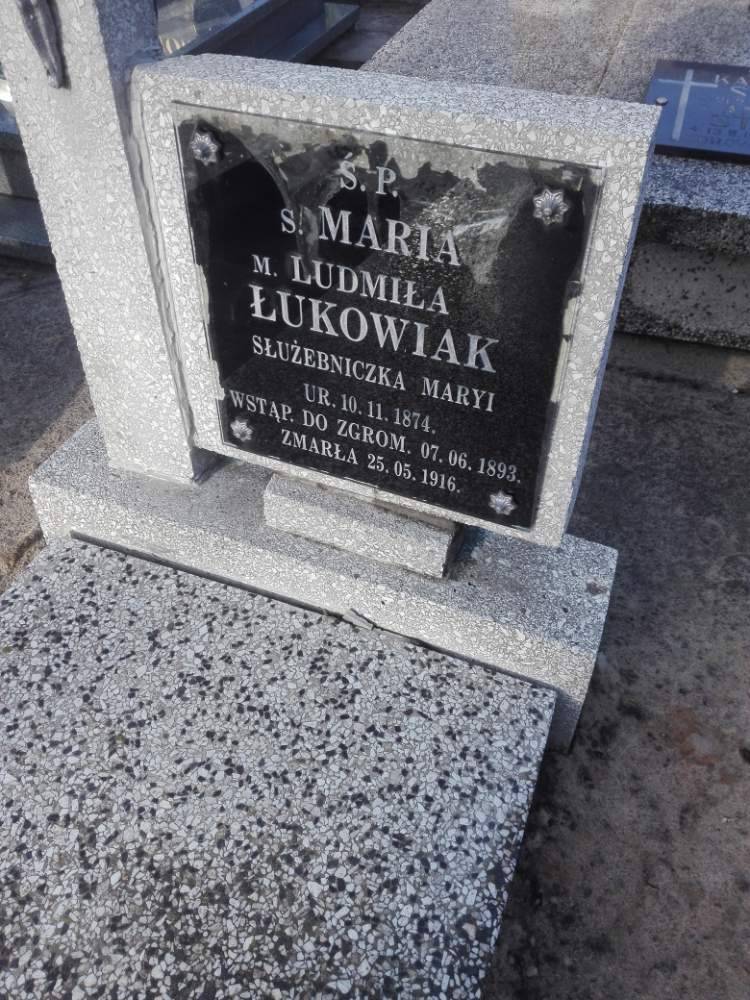 Ś. P.
S. MARIA
M. LUDMIŁA
ŁUKOWIAK
SŁUŻEBNICZKA MARYI
UR. 10. 11. 1874.
WSTĄP. DO ZGROM. 07. 06. 1893.
ZMARŁA 25. 05. 1916.